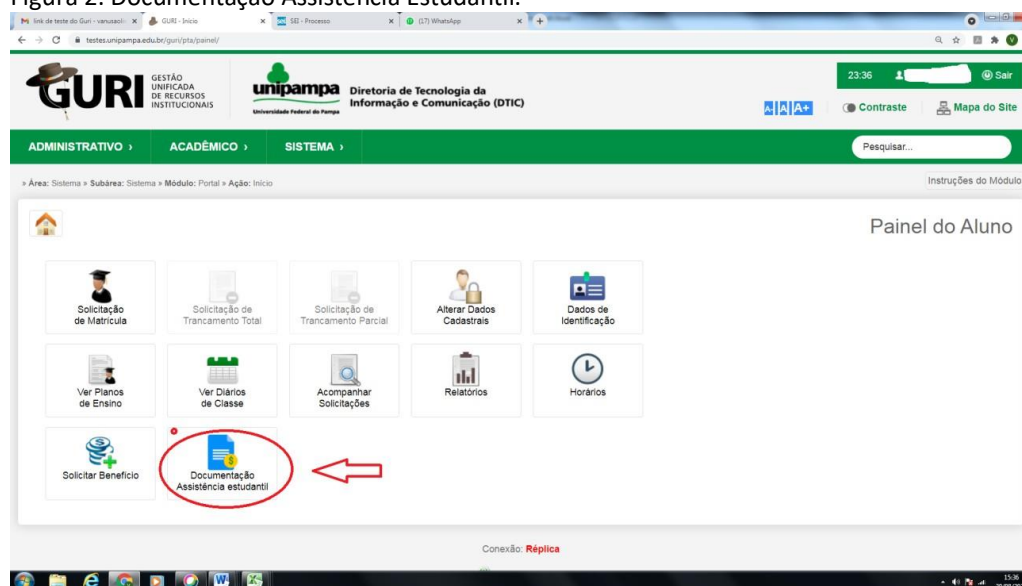 Figura 2: Documentação Assistência Estudantil.
link de teste do Guri - vanusaoli
GURI - Início
SEI - Processo
(17) WhatsApp
testes.unipampa.edu.br/guri/pta/painel/
GURI
GESTÃO
UNIFICADA
DE RECURSOS
INSTITUCIONAIS
unipampa
Universidade Federal do Pampa
Diretoria de Tecnologia da
Informação e Comunicação (DTIC)
23:36
Sair
A- A A+
Contraste
Mapa do Site
ADMINISTRATIVO › ACADÊMICO › SISTEMA ›
Pesquisar...
» Área: Sistema » Subárea: Sistema » Módulo: Portal » Ação: Início
Instruções do Módulo
Painel do Aluno
Solicitação
de Matrícula
Solicitação de
Trancamento Total
Solicitação de
Trancamento Parcial
Alterar Dados
Cadastrais
Dados de
Identificação
Ver Planos
de Ensino
Ver Diários
de Classe
Acompanhar
Solicitações
Relatórios
Horários
Solicitar Benefício
Documentação
Assistência estudantil
Conexão: Réplica
15:36